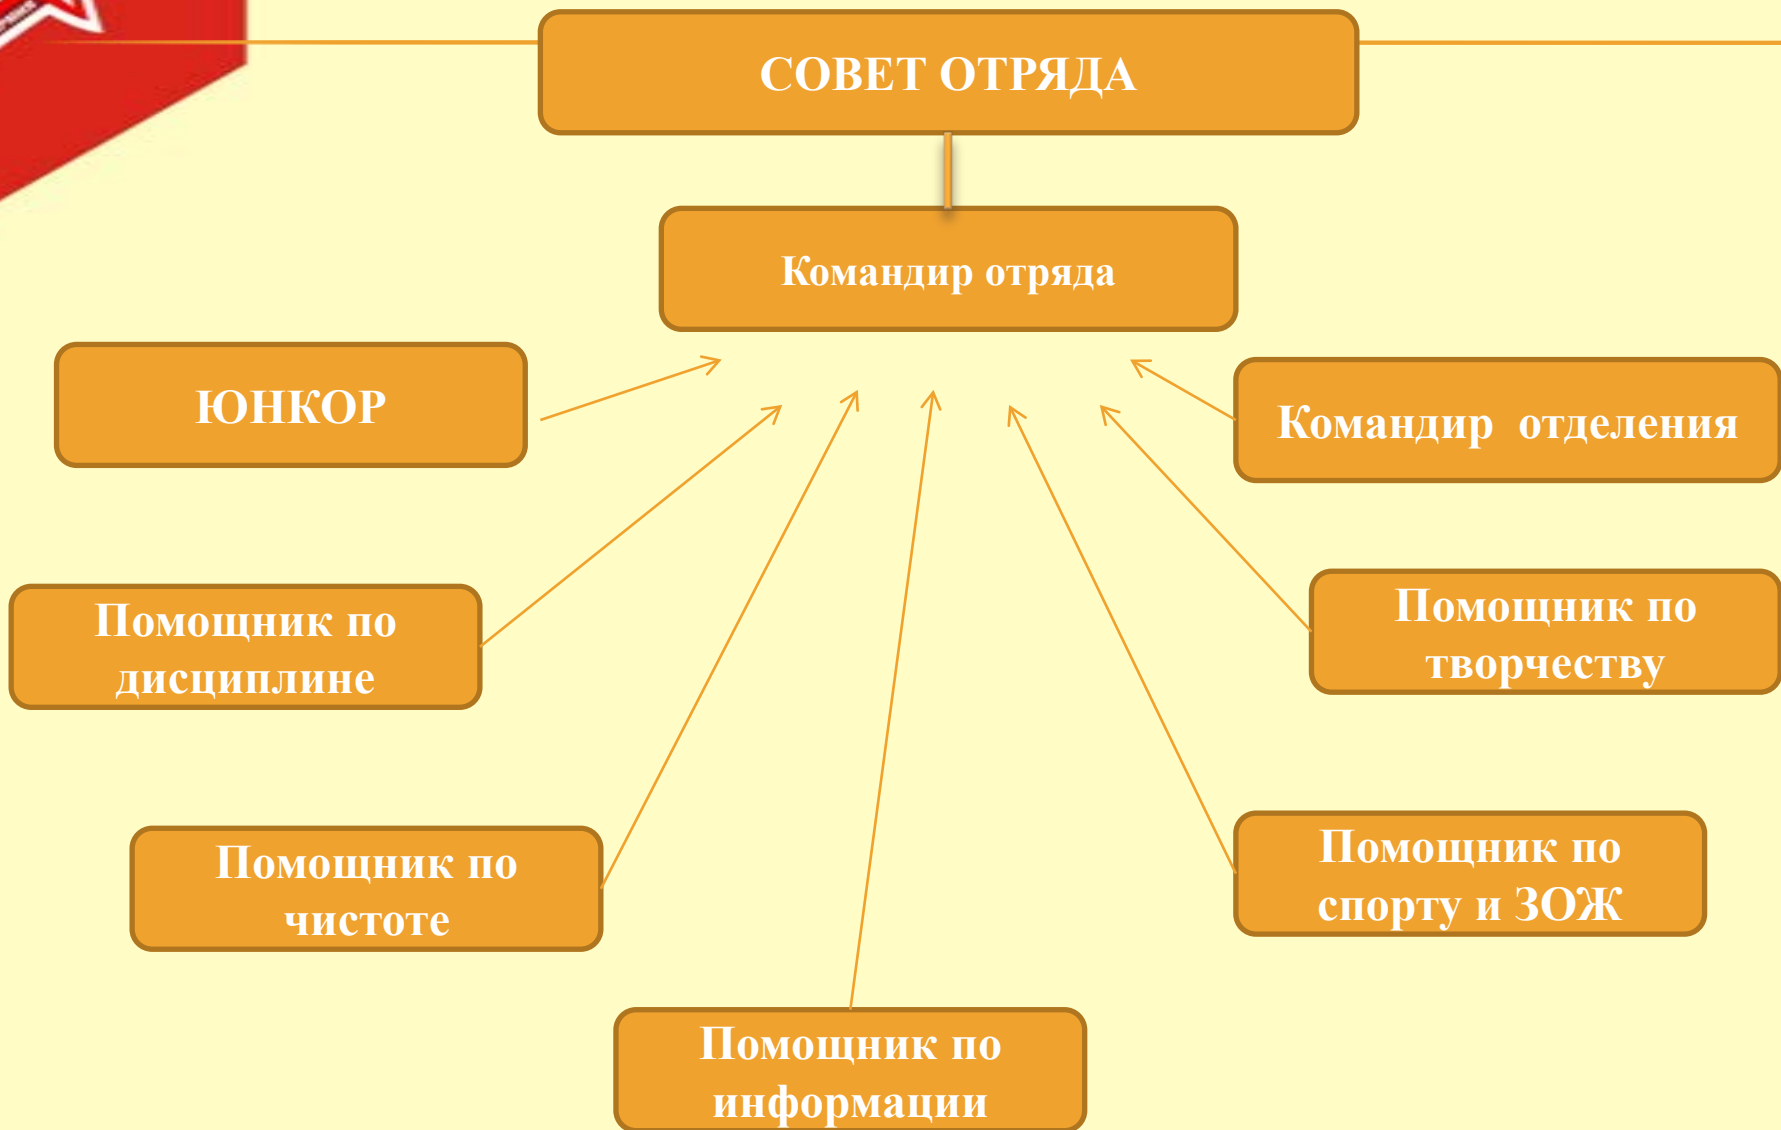 СОВЕТ ОТРЯДА
Командир отряда
ЮНКОР
Командир отделения
Помощник по
дисциплине
Помощник по
творчеству
Помощник по
чистоте
Помощник по
спорту и ЗОЖ
Помощник по
информации